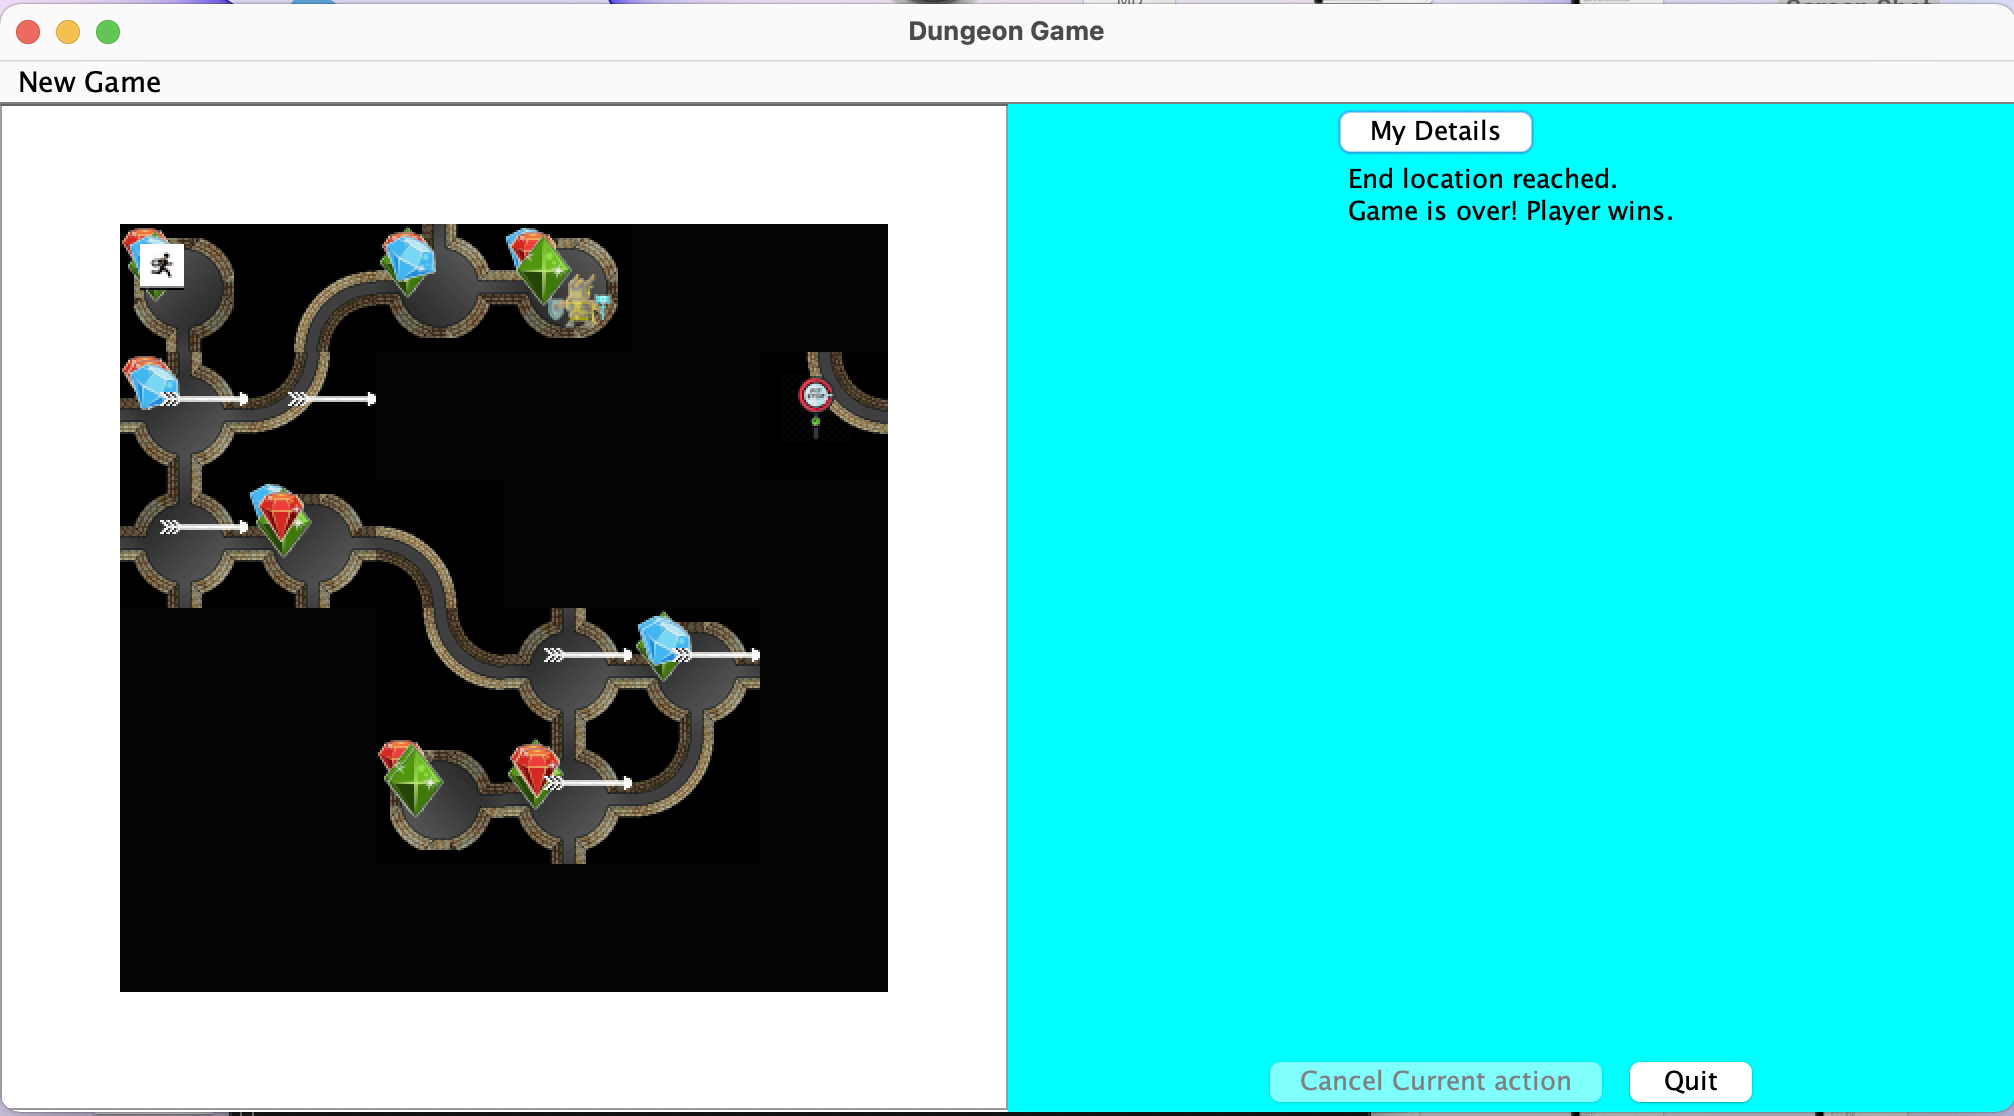 Dungeon Game
New Game
My Details
End location reached.
Game is over! Player wins.
Cancel Current action
Quit